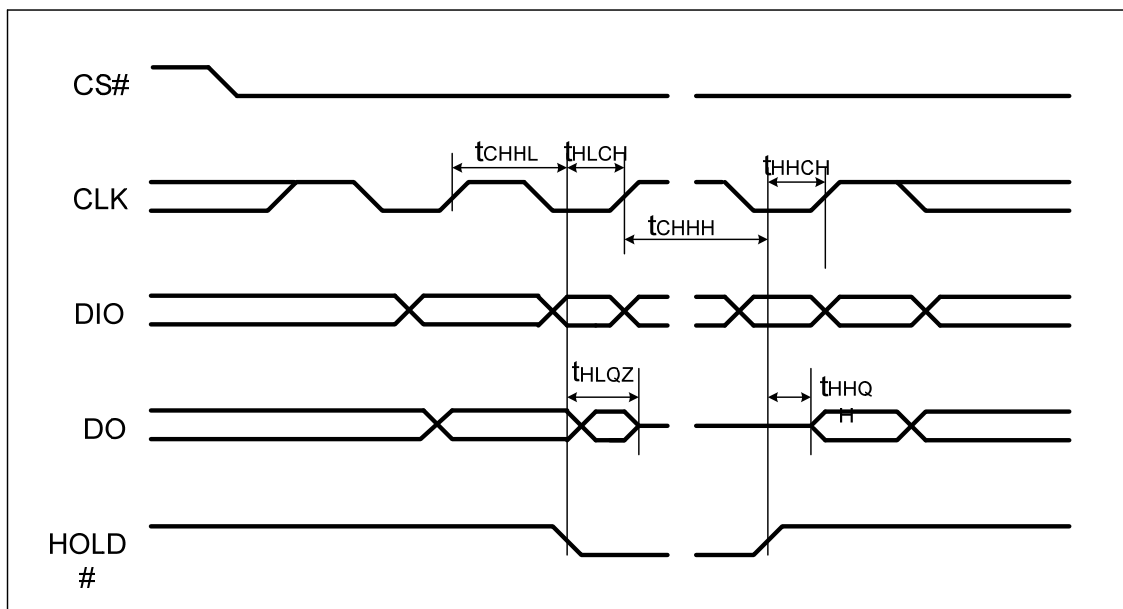 CS#
tCHHL
tHLCH
tHHCH
CLK
tCHHH
DIO
tHLQZ
tHHQ
H
DO
HOLD
#